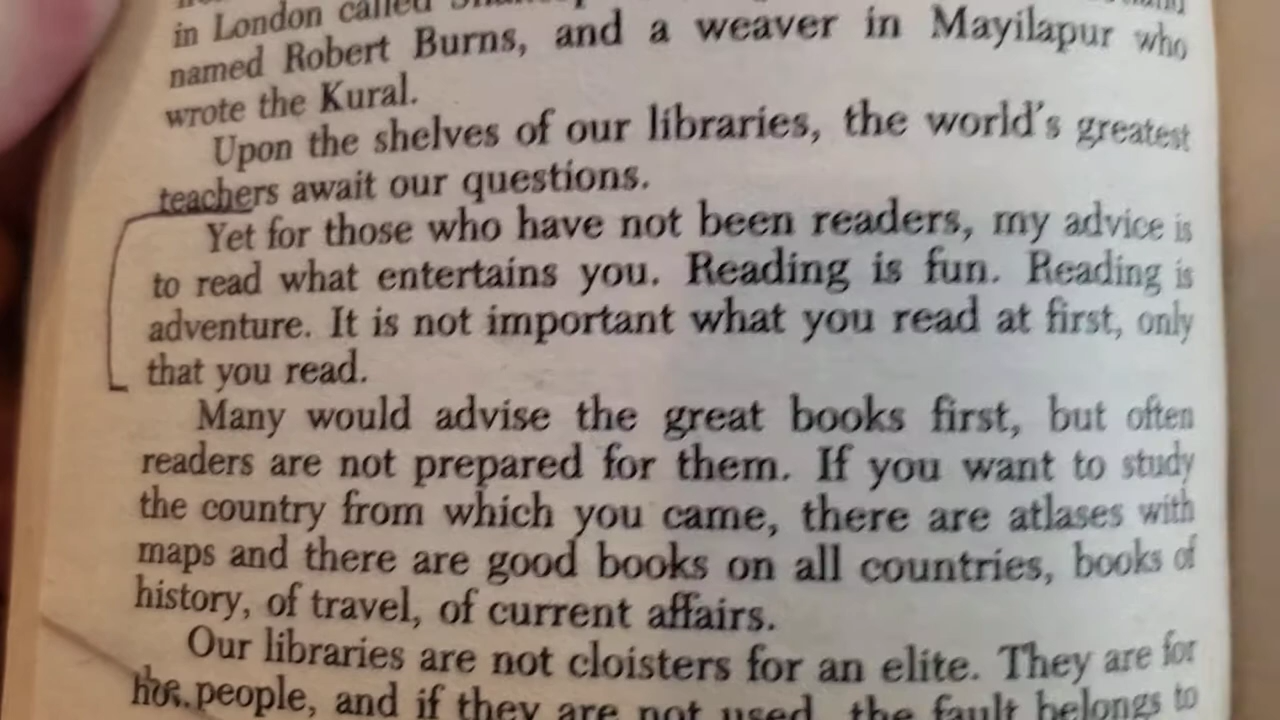 in London called
named Robert Burns, and a weaver in Mayilapur who
wrote the Kural.
Upon the shelves of our libraries, the world's greatest
teachers await our questions.
Yet for those who have not been readers, my advice is
to read what entertains you. Reading is fun. Reading is
adventure. It is not important what you read at first, only
that you read.
Many would advise the great books first, but often
readers are not prepared for them. If you want to study
the country from which you came, there are atlases with
maps and there are good books on all countries, books of
history, of travel, of current affairs.
Our libraries are not cloisters for an elite. They are for
people, and if they are not used, the fault belongs to